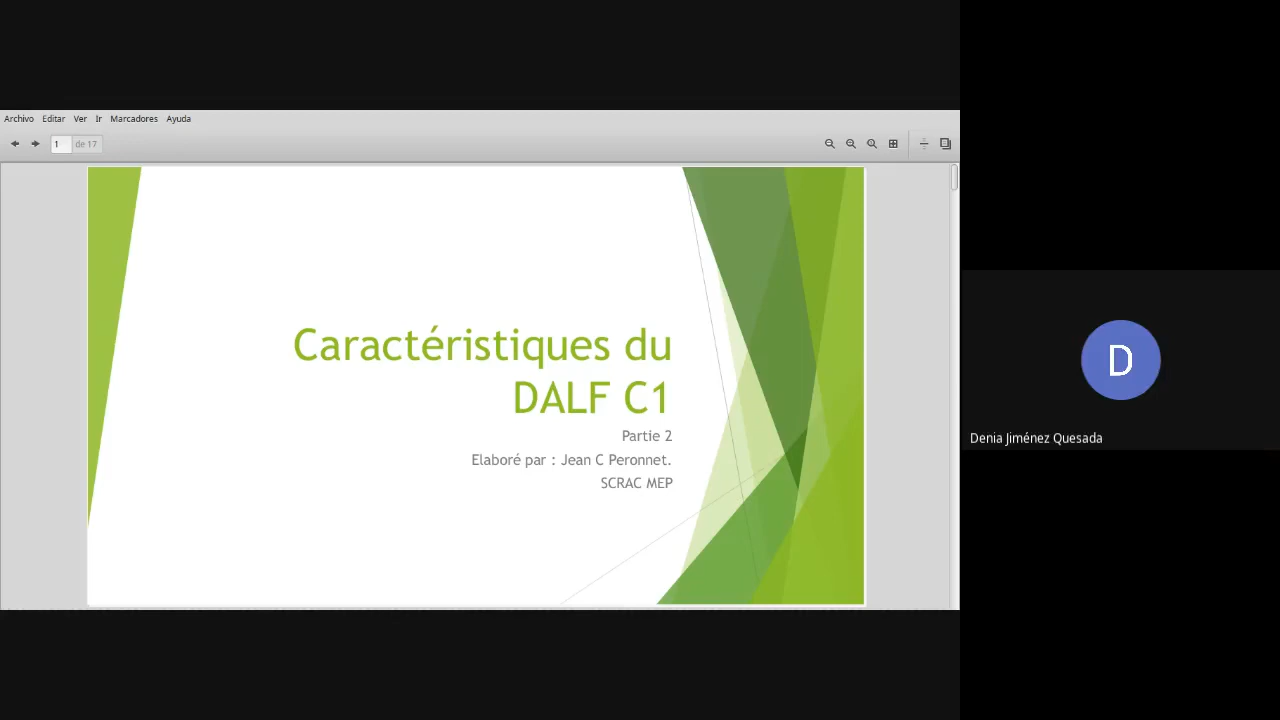 Archivo Editar Ver Ir Marcadores Ayuda
1 de 17
Caractéristiques du
DALF C1
Partie 2
Elaboré par : Jean C Peronnet.
SCRAC MEP
D
Denia Jiménez Quesada